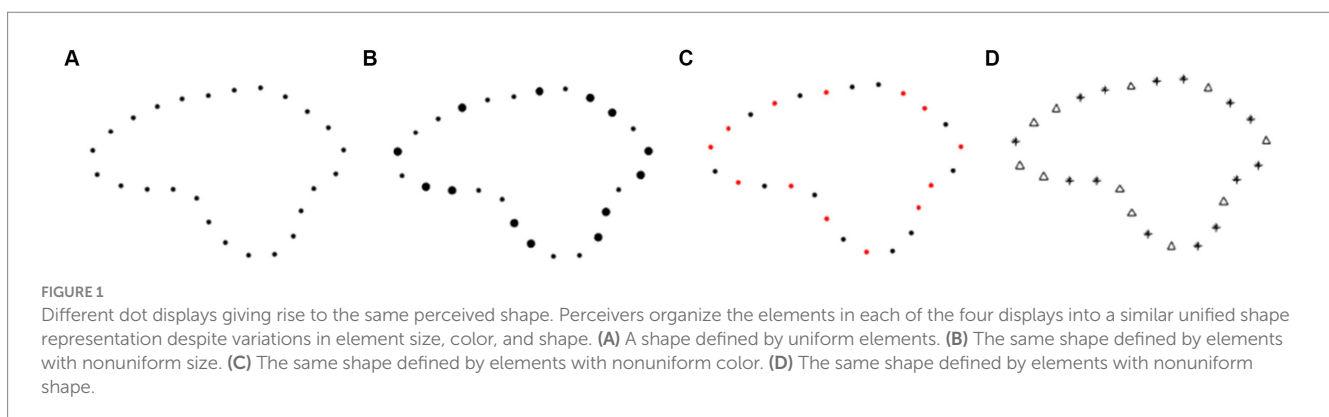 A B C D
FIGURE 1
Different dot displays giving rise to the same perceived shape. Perceivers organize the elements in each of the four displays into a similar unified shape
representation despite variations in element size, color, and shape. (A) A shape defined by uniform elements. (B) The same shape defined by elements
with nonuniform size. (C) The same shape defined by elements with nonuniform color. (D) The same shape defined by elements with nonuniform
shape.